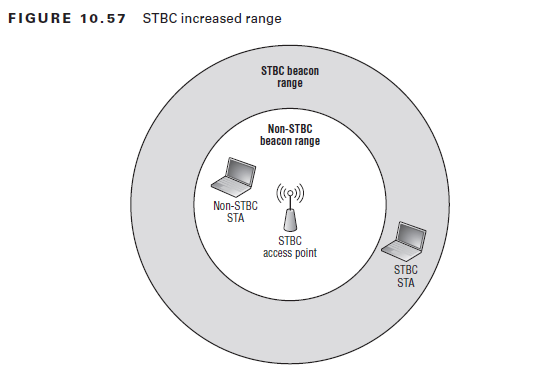 FIGURE 10.57 STBC increased range
STBC beacon
range
Non-STBC
beacon range
Non-STBC
STA
STBC
access point
STBC
STA